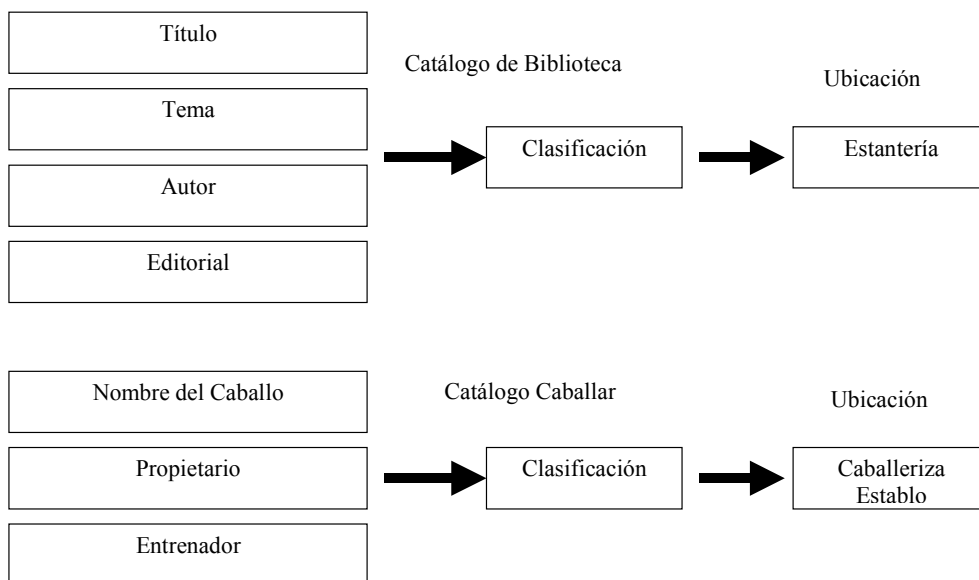 Título
Catálogo de Biblioteca
Ubicación
Tema
Clasificación
Estantería
Autor
Editorial
Nombre del Caballo
Catálogo Caballar
Ubicación
Propietario
Clasificación
Caballeriza
Establo
Entrenador